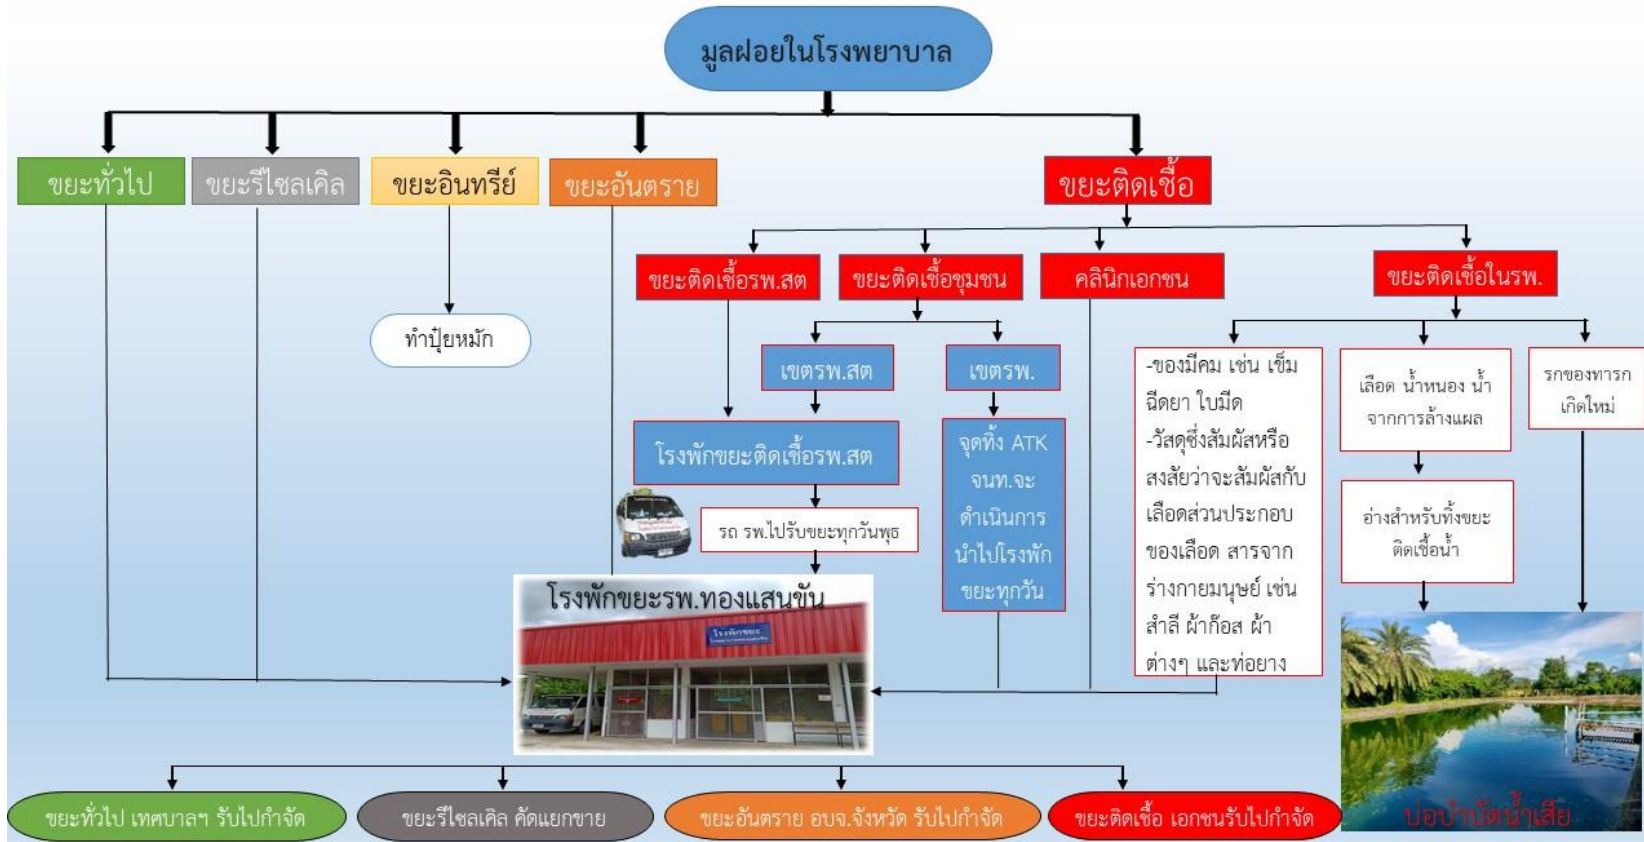 มูลฝอยในโรงพยาบาล
ขยะทั่วไป
ขยะรีไซลเคิล
ขยะอินทรีย์
ขยะอันตราย
ขยะติดเชื้อ
ขยะติดเชื้อรพ.สต
ขยะติดเชื้อชุมชน
คลินิกเอกชน
ขยะติดเชื้อในรพ.
ทำปุ๋ยหมัก
เขตรพ.สต
เขตรพ.
-ของมีคม เช่น เข็ม
ฉีดยา ใบมีด
-วัสดุซึ่งสัมผัสหรือ
สงสัยว่าจะสัมผัสกับ
เลือดส่วนประกอบ
ของเลือด สารจาก
ร่างกายมนุษย์ เช่น
สำลี ผ้าก๊อส ผ้า
ต่างๆ และท่อยาง
เลือด น้ำหนอง น้ำ
จากการล้างแผล
รกของทารก
เกิดใหม่
โรงพักขยะติดเชื้อรพ.สต
จุดทิ้ง ATK
จนท.จะ
ดำเนินการ
นำไปโรงพัก
ขยะทุกวัน
รถ รพ.ไปรับขยะทุกวันพุธ
อ่างสำหรับทิ้งขยะ
ติดเชื้อน้ำ
โรงพักขยะรพ.ทองแสนขัน
โรงพักขยะ
บ่อบำบัดน้ำเสีย
ขยะทั่วไป เทศบาลฯ รับไปกำจัด
ขยะรีไซลเคิล คัดแยกขาย
ขยะอันตราย อบจ.จังหวัด รับไปกำจัด
ขยะติดเชื้อ เอกชนรับไปกำจัด